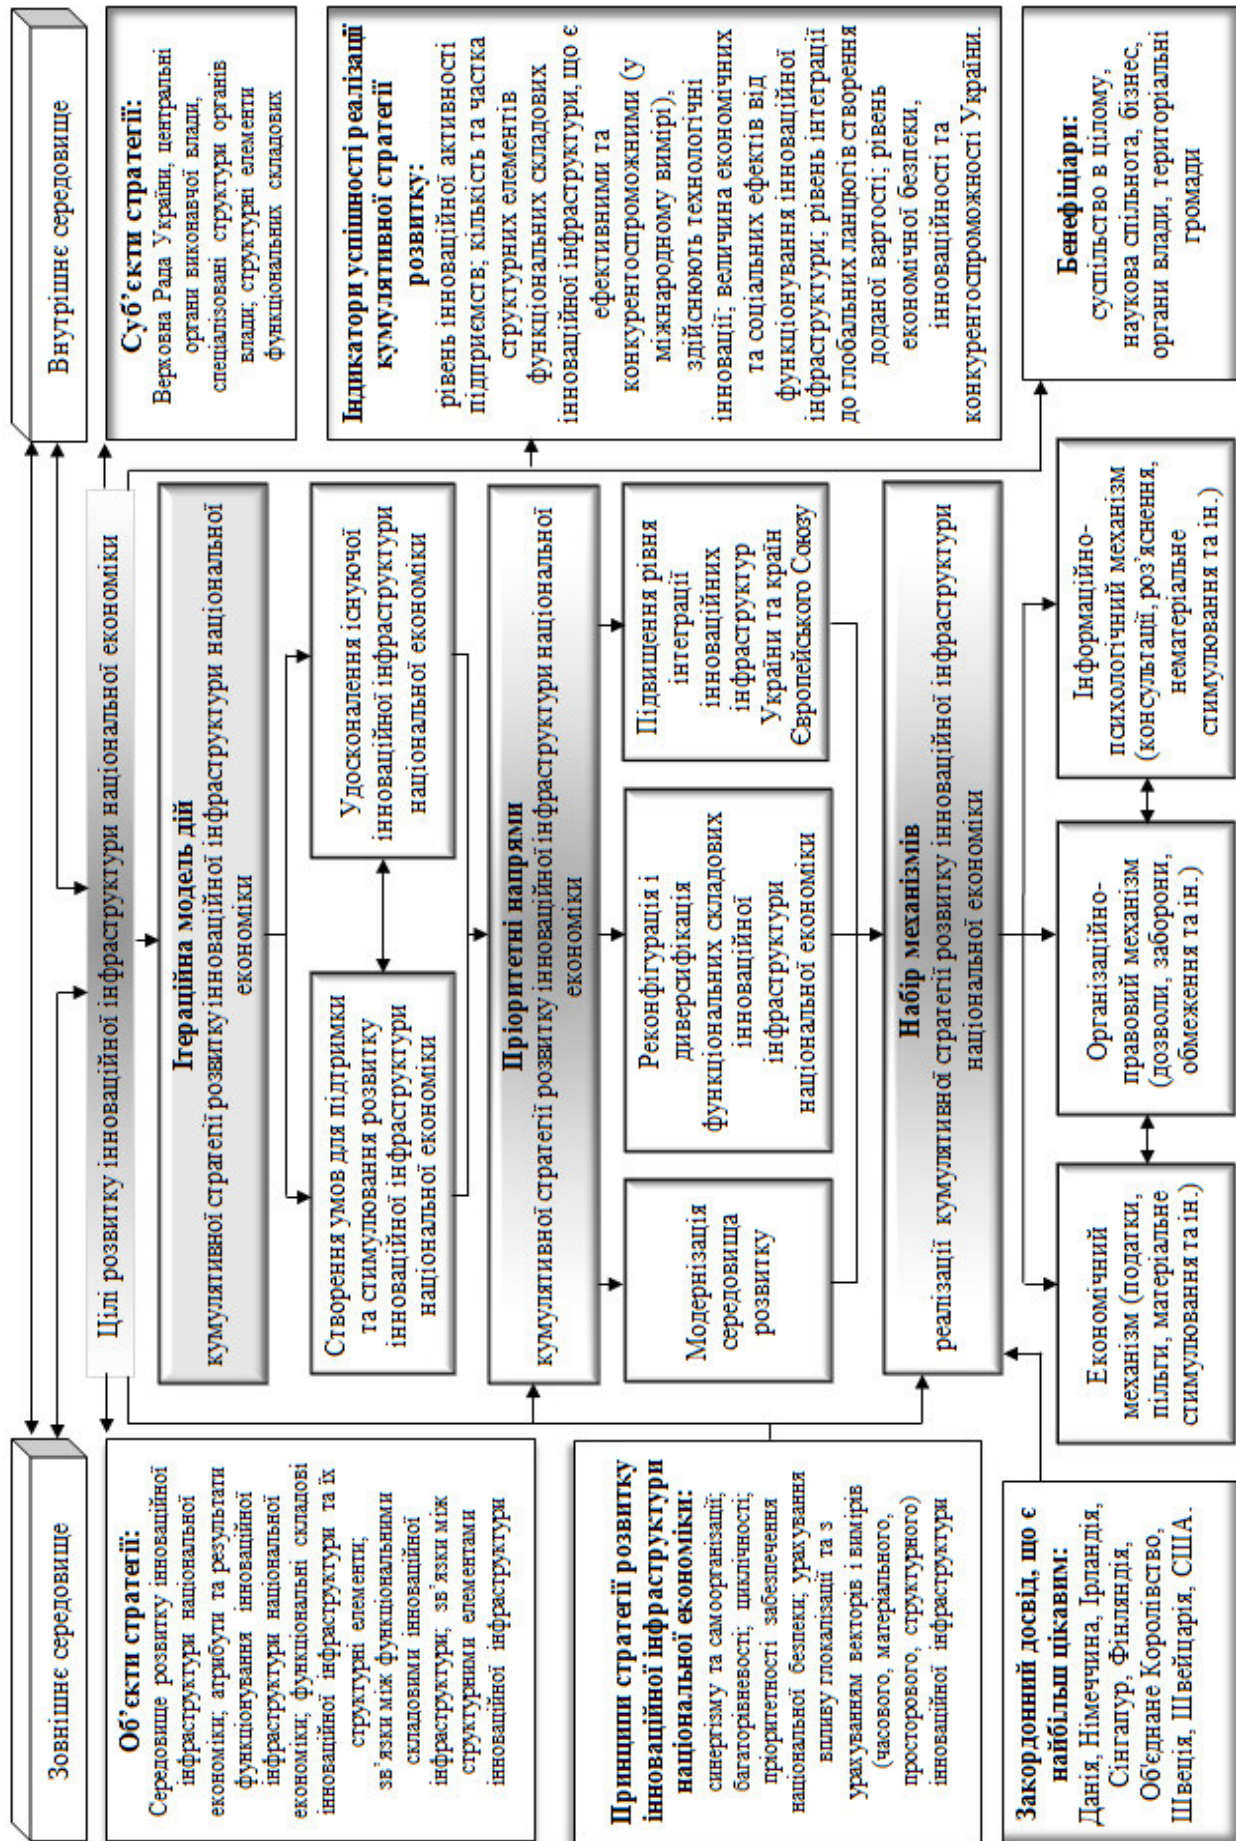 Зовнішнє середовище
Внутрішнє середовище
Цілі розвитку інноваційної інфраструктури національної економіки
Об’єкти стратегії:
Середовище розвитку інноваційної
інфраструктури національної
економіки; атрибути та результати
функціонування інноваційної
інфраструктури національної
економіки; функціональні складові
інноваційної інфраструктури та їх
структурні елементи;
зв’язки між функціональними
складовими інноваційної
інфраструктури; зв’язки між
структурними елементами
інноваційної інфраструктури
Ітераційна модель дій
кумулятивної стратегії розвитку інноваційної інфраструктури національної
економіки
Суб’єкти стратегії:
Верховна Рада України, центральні
органи виконавчої влади,
спеціалізовані структури органів
влади; структурні елементи
функціональних складових
Створення умов для підтримки
та стимулювання розвитку
інноваційної інфраструктури
національної економіки
Удосконалення існуючої
інноваційної інфраструктури
національної економіки
Індикатори успішності реалізації
кумулятивної стратегії
розвитку:
рівень інноваційної активності
підприємств; кількість та частка
структурних елементів
функціональних складових
інноваційної інфраструктури, що є
ефективними та
конкурентоспроможними (у
міжнародному вимірі),
здійснюють технологічні
інновації; величина економічних
та соціальних ефектів від
функціонування інноваційної
інфраструктури; рівень інтеграції
до глобальних ланцюгів створення
доданої вартості; рівень
економічної безпеки,
інноваційності та
конкурентоспроможності України.
Пріоритетні напрями
кумулятивної стратегії розвитку інноваційної інфраструктури національної
економіки
Принципи стратегії розвитку
інноваційної інфраструктури
національної економіки:
синергізму та самоорганізації;
багаторівневості; циклічності;
пріоритетності забезпечення
національної безпеки; урахування
впливу глокалізації та з
урахуванням векторів і вимірів
(часового, матеріального,
просторового, структурного)
інноваційної інфраструктури
Модернізація
середовища
розвитку
Реконфігурація і
диверсифікація
функціональних складових
інноваційної
інфраструктури
національної економіки
Підвищення рівня
інтеграції
інноваційних
інфраструктур
України та країн
Європейського Союзу
Набір механізмів
реалізації кумулятивної стратегії розвитку інноваційної інфраструктури
національної економіки
Закордонний досвід, що є
найбільш цікавим:
Данія, Німеччина, Ірландія,
Сінгапур, Фінляндія,
Об'єднане Королівство,
Швеція, Швейцарія, США.
Економічний
механізм (податки,
пільги, матеріальне
стимулювання та ін.)
Організаційно-
правовий механізм
(дозволи, заборони,
обмеження та ін.)
Інформаційно-
психологічний механізм
(консультації, роз’яснення,
нематеріальне
стимулювання та ін.)
Бенефіціари:
суспільство в цілому,
наукова спільнота, бізнес,
органи влади, територіальні
громади